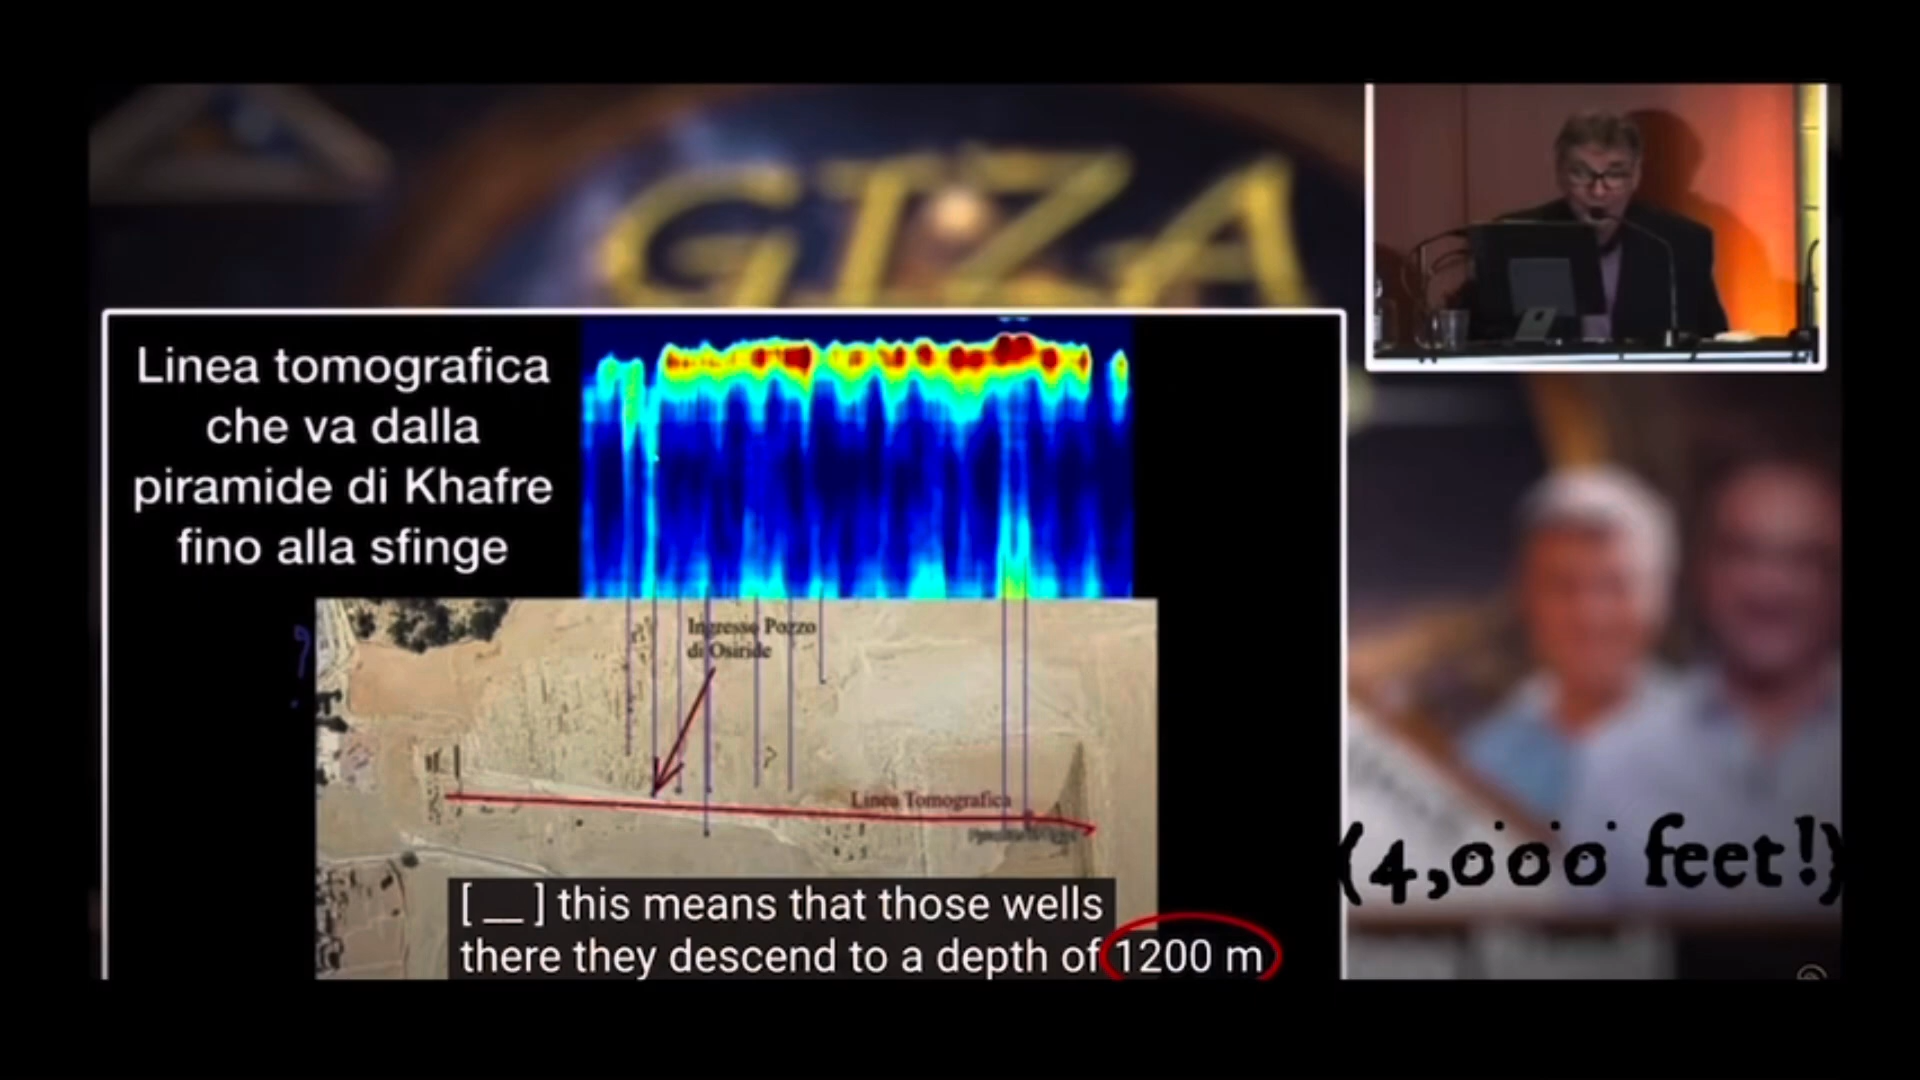 GIZA
Linea tomografica
che va dalla
piramide di Khafre
fino alla sfinge
Ingresso Pozzo
di Osiride
?
Linea Tomografica
(4,000 feet!)
[ __ ] this means that those wells
there they descend to a depth of 1200 m